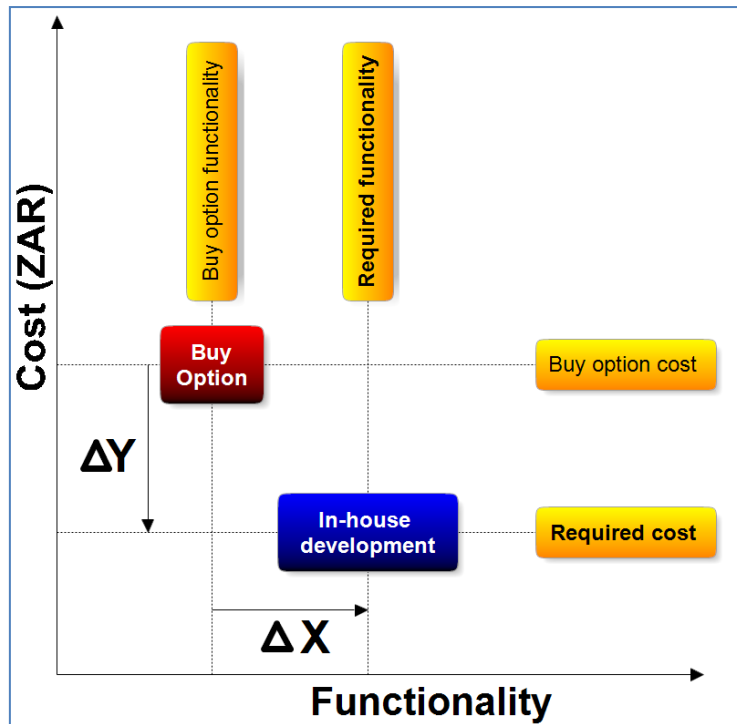 Buy option functionality
Required functionality
Cost (ZAR)
Buy
Option
Buy option cost
ΔY
In-house
development
Required cost
Δ X
Functionality